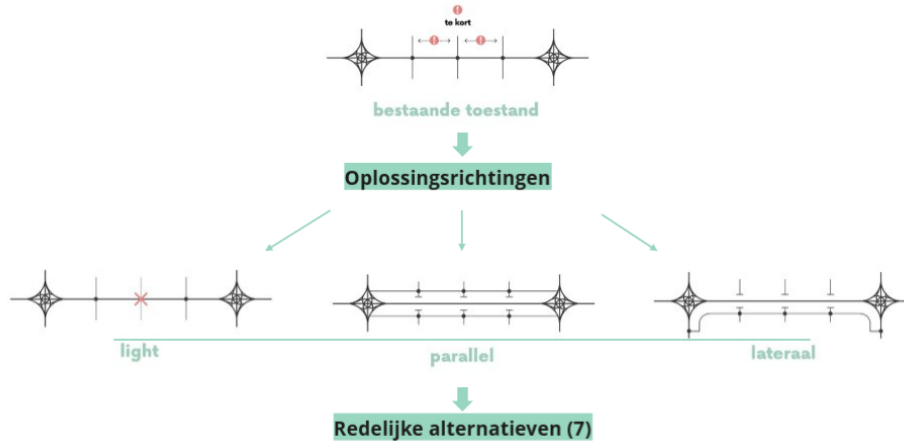 !
te kort
! !
bestaande toestand
Oplossingsrichtingen
light
parallel
lateraal
Redelijke alternatieven (7)